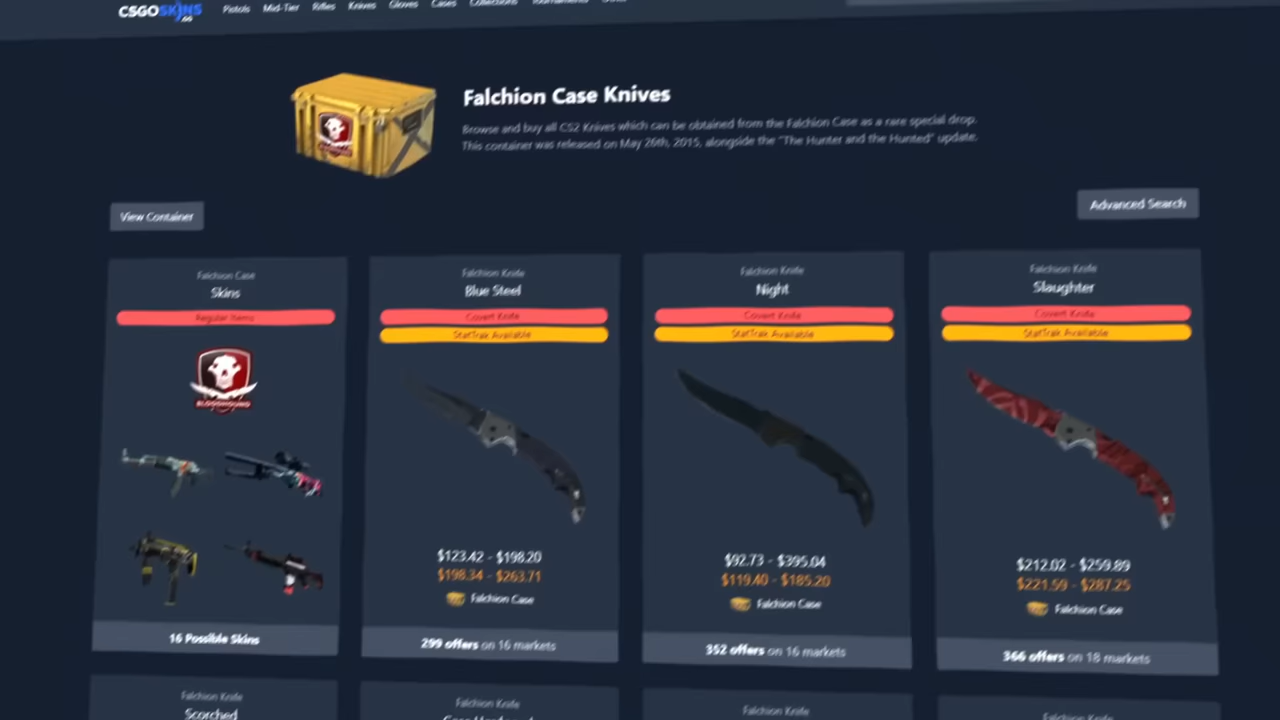 CSGOSKINS
.GG
Pistols Mid-Tier Rifles Knives Gloves Cases Collections
Falchion Case Knives
Browse and buy all CS2 Knives which can be obtained from the Falchion Case as a rare special drop.
This container was released on May 26th, 2015, alongside the "The Hunter and the Hunted" update.
View Container
Advanced Search
Falchion Case
Skins
Regular Items
BLOODHOUND
16 Possible Skins
Falchion Knife
Blue Steel
Covert Knife
StatTrak Available
$123.42 - $198.20
$198.34 - $263.71
Falchion Case
299 offers on 16 markets
Falchion Knife
Night
Covert Knife
StatTrak Available
$92.73 - $395.04
$119.40 - $185.20
Falchion Case
352 offers on 16 markets
Falchion Knife
Slaughter
Covert Knife
StatTrak Available
$212.02 - $259.89
$221.59 - $287.25
Falchion Case
366 offers on 18 markets
Falchion Knife
Scorched
Falchion Knife
Falchion Knife
Falchion Knife